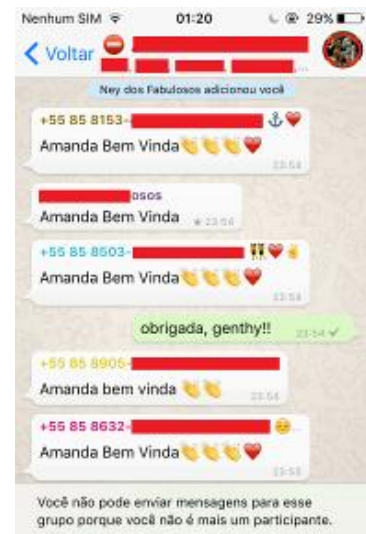 Nenhum SIM 01:20 29%
Voltar
Ney dos Fabulosos adicionou você
+55 85 8153-
Amanda Bem Vinda
23:54
osos
Amanda Bem Vinda ★ 23:54
+55 85 8503-
Amanda Bem Vinda
23:54
obrigada, genthy!! 23:54
+55 85 8905-
Amanda bem vinda 23:54
+55 85 8632-
Amanda Bem Vinda
23:55
Você não pode enviar mensagens para esse
grupo porque você não é mais um participante.